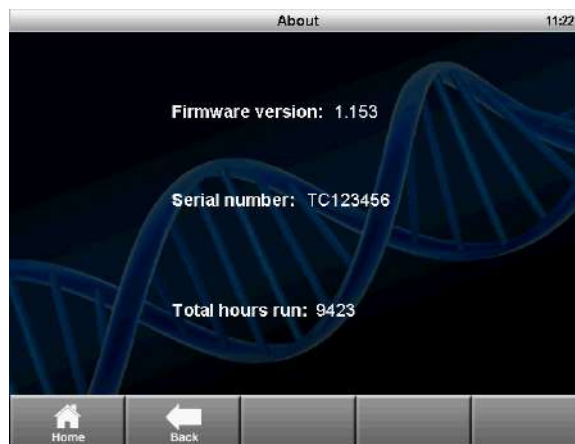 About 11:22
Firmware version: 1.153
Serial number: TC123456
Total hours run: 9423
Home Back